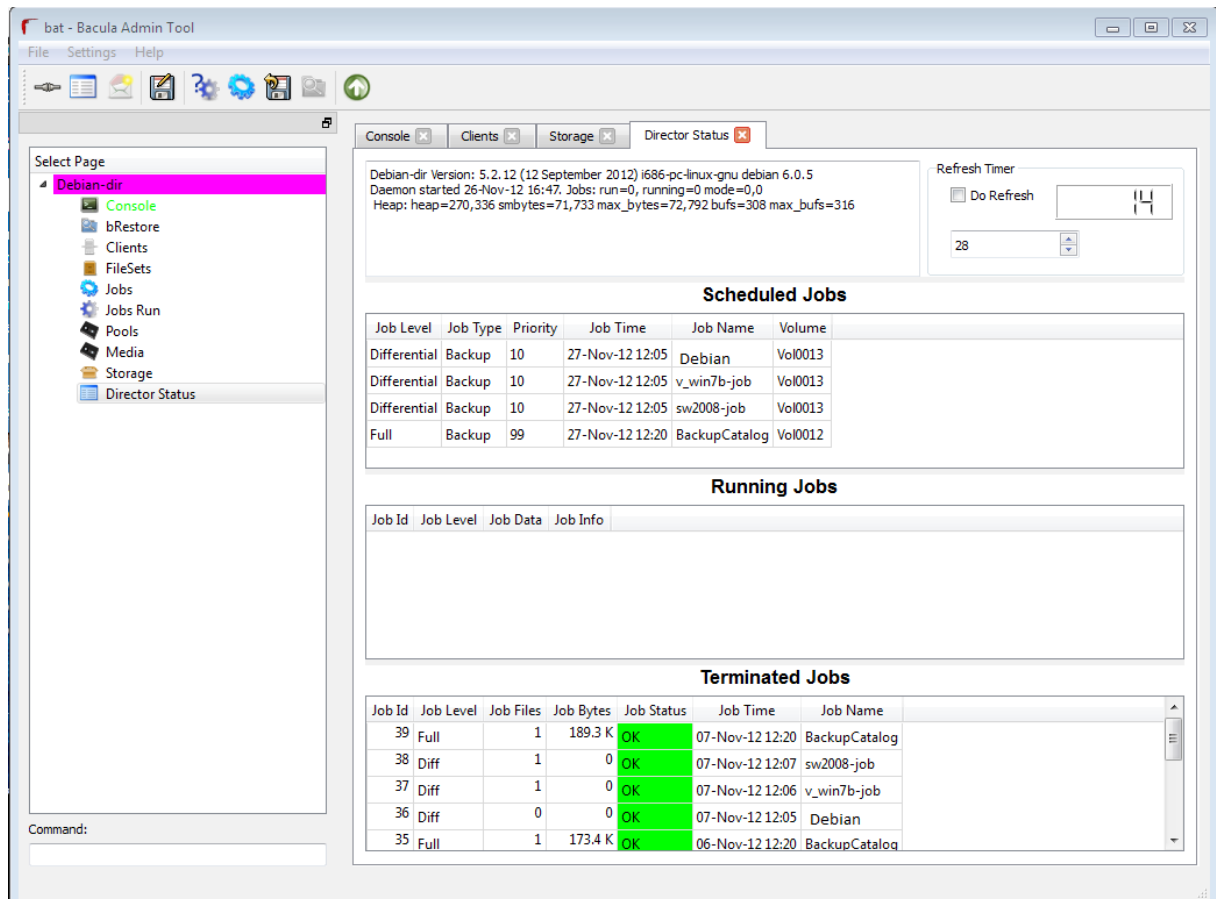 bat - Bacula Admin Tool
File Settings Help
Select Page
Debian-dir
Console
bRestore
Clients
FileSets
Jobs
Jobs Run
Pools
Media
Storage
Director Status
Command:
Console Clients Storage Director Status
Debian-dir Version: 5.2.12 (12 September 2012) i686-pc-linux-gnu debian 6.0.5
Daemon started 26-Nov-12 16:47. Jobs: run=0, running=0 mode=0,0
Heap: heap=270,336 smbytes=71,733 max_bytes=72,792 bufs=308 max_bufs=316
Refresh Timer
Do Refresh 14
28
Scheduled Jobs
Job Level Job Type Priority Job Time Job Name Volume
Differential Backup 10 27-Nov-12 12:05 Debian Vol0013
Differential Backup 10 27-Nov-12 12:05 v_win7b-job Vol0013
Differential Backup 10 27-Nov-12 12:05 sw2008-job Vol0013
Full Backup 99 27-Nov-12 12:20 BackupCatalog Vol0012
Running Jobs
Job Id Job Level Job Data Job Info
Terminated Jobs
Job Id Job Level Job Files Job Bytes Job Status Job Time Job Name
39 Full 1 189.3 K OK 07-Nov-12 12:20 BackupCatalog
38 Diff 1 0 OK 07-Nov-12 12:07 sw2008-job
37 Diff 1 0 OK 07-Nov-12 12:06 v_win7b-job
36 Diff 0 0 OK 07-Nov-12 12:05 Debian
35 Full 1 173.4 K OK 06-Nov-12 12:20 BackupCatalog